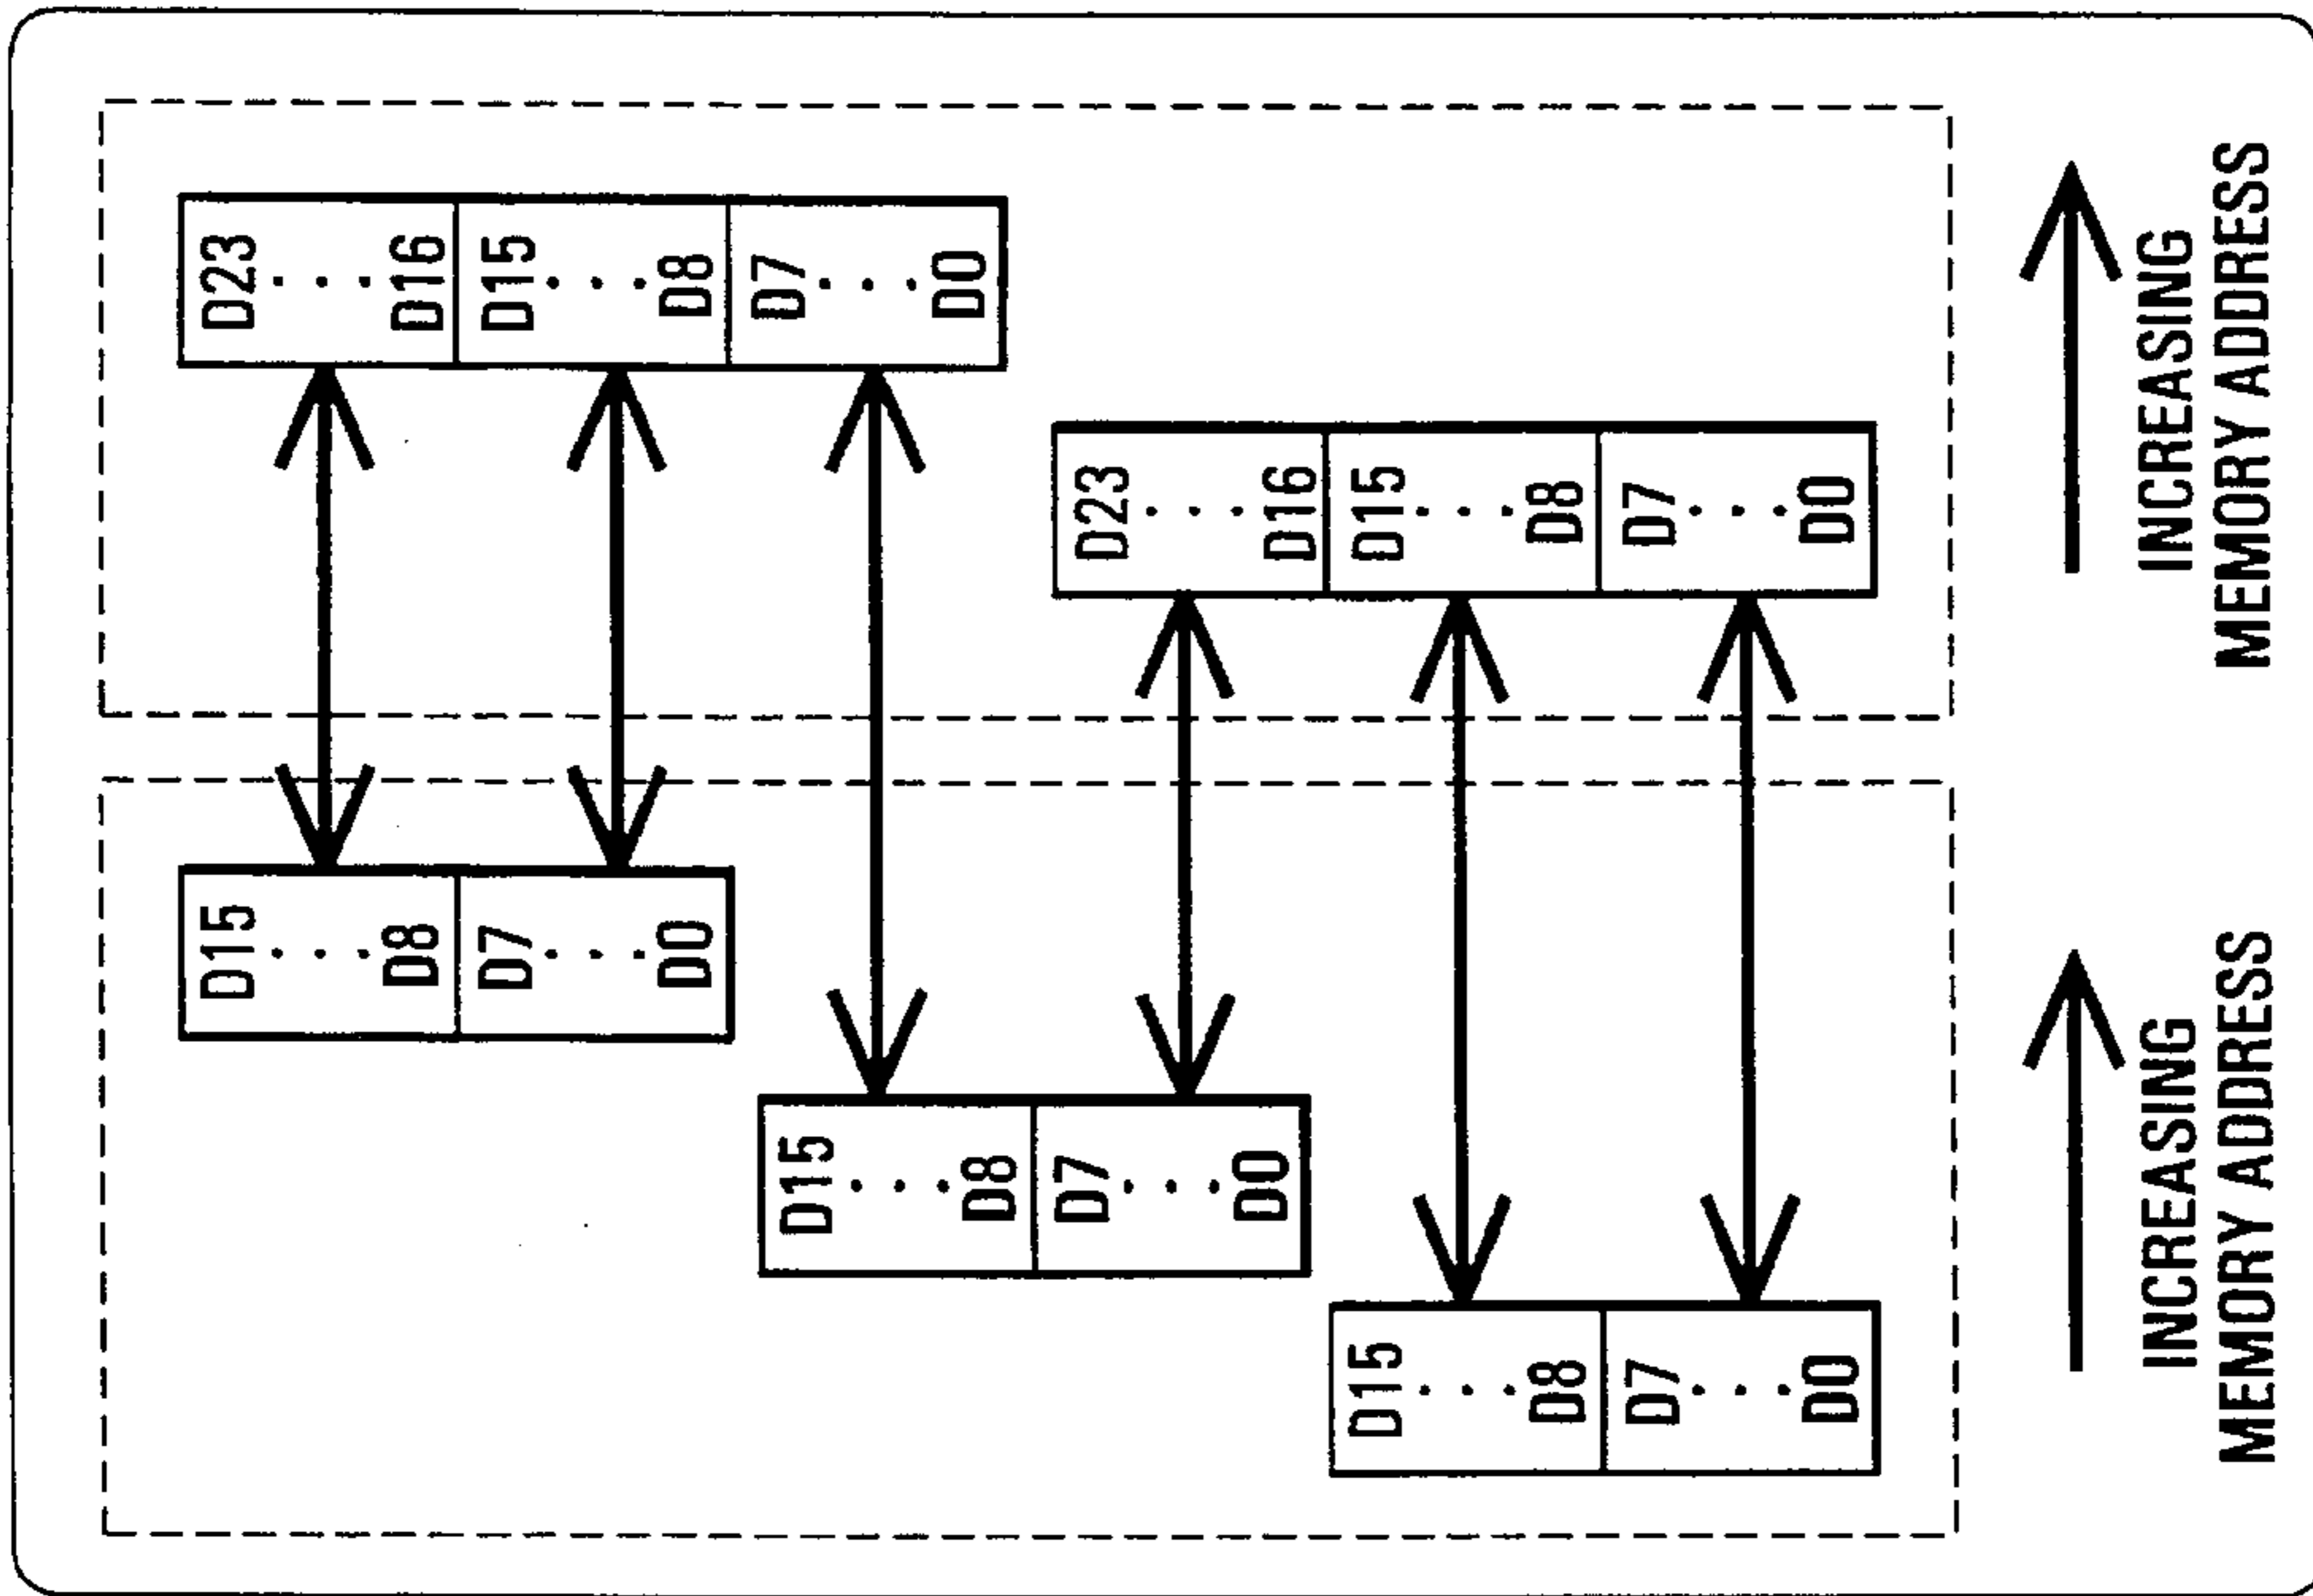 D15
...
D8
D7
...
D0
D15
...
D8
D7
...
D0
D15
...
D8
D7
...
D0
INCREASING
MEMORY ADDRESS
D23
...
D16
D15
...
D8
D7
...
D0
D23
...
D16
D15
...
D8
D7
...
D0
INCREASING
MEMORY ADDRESS